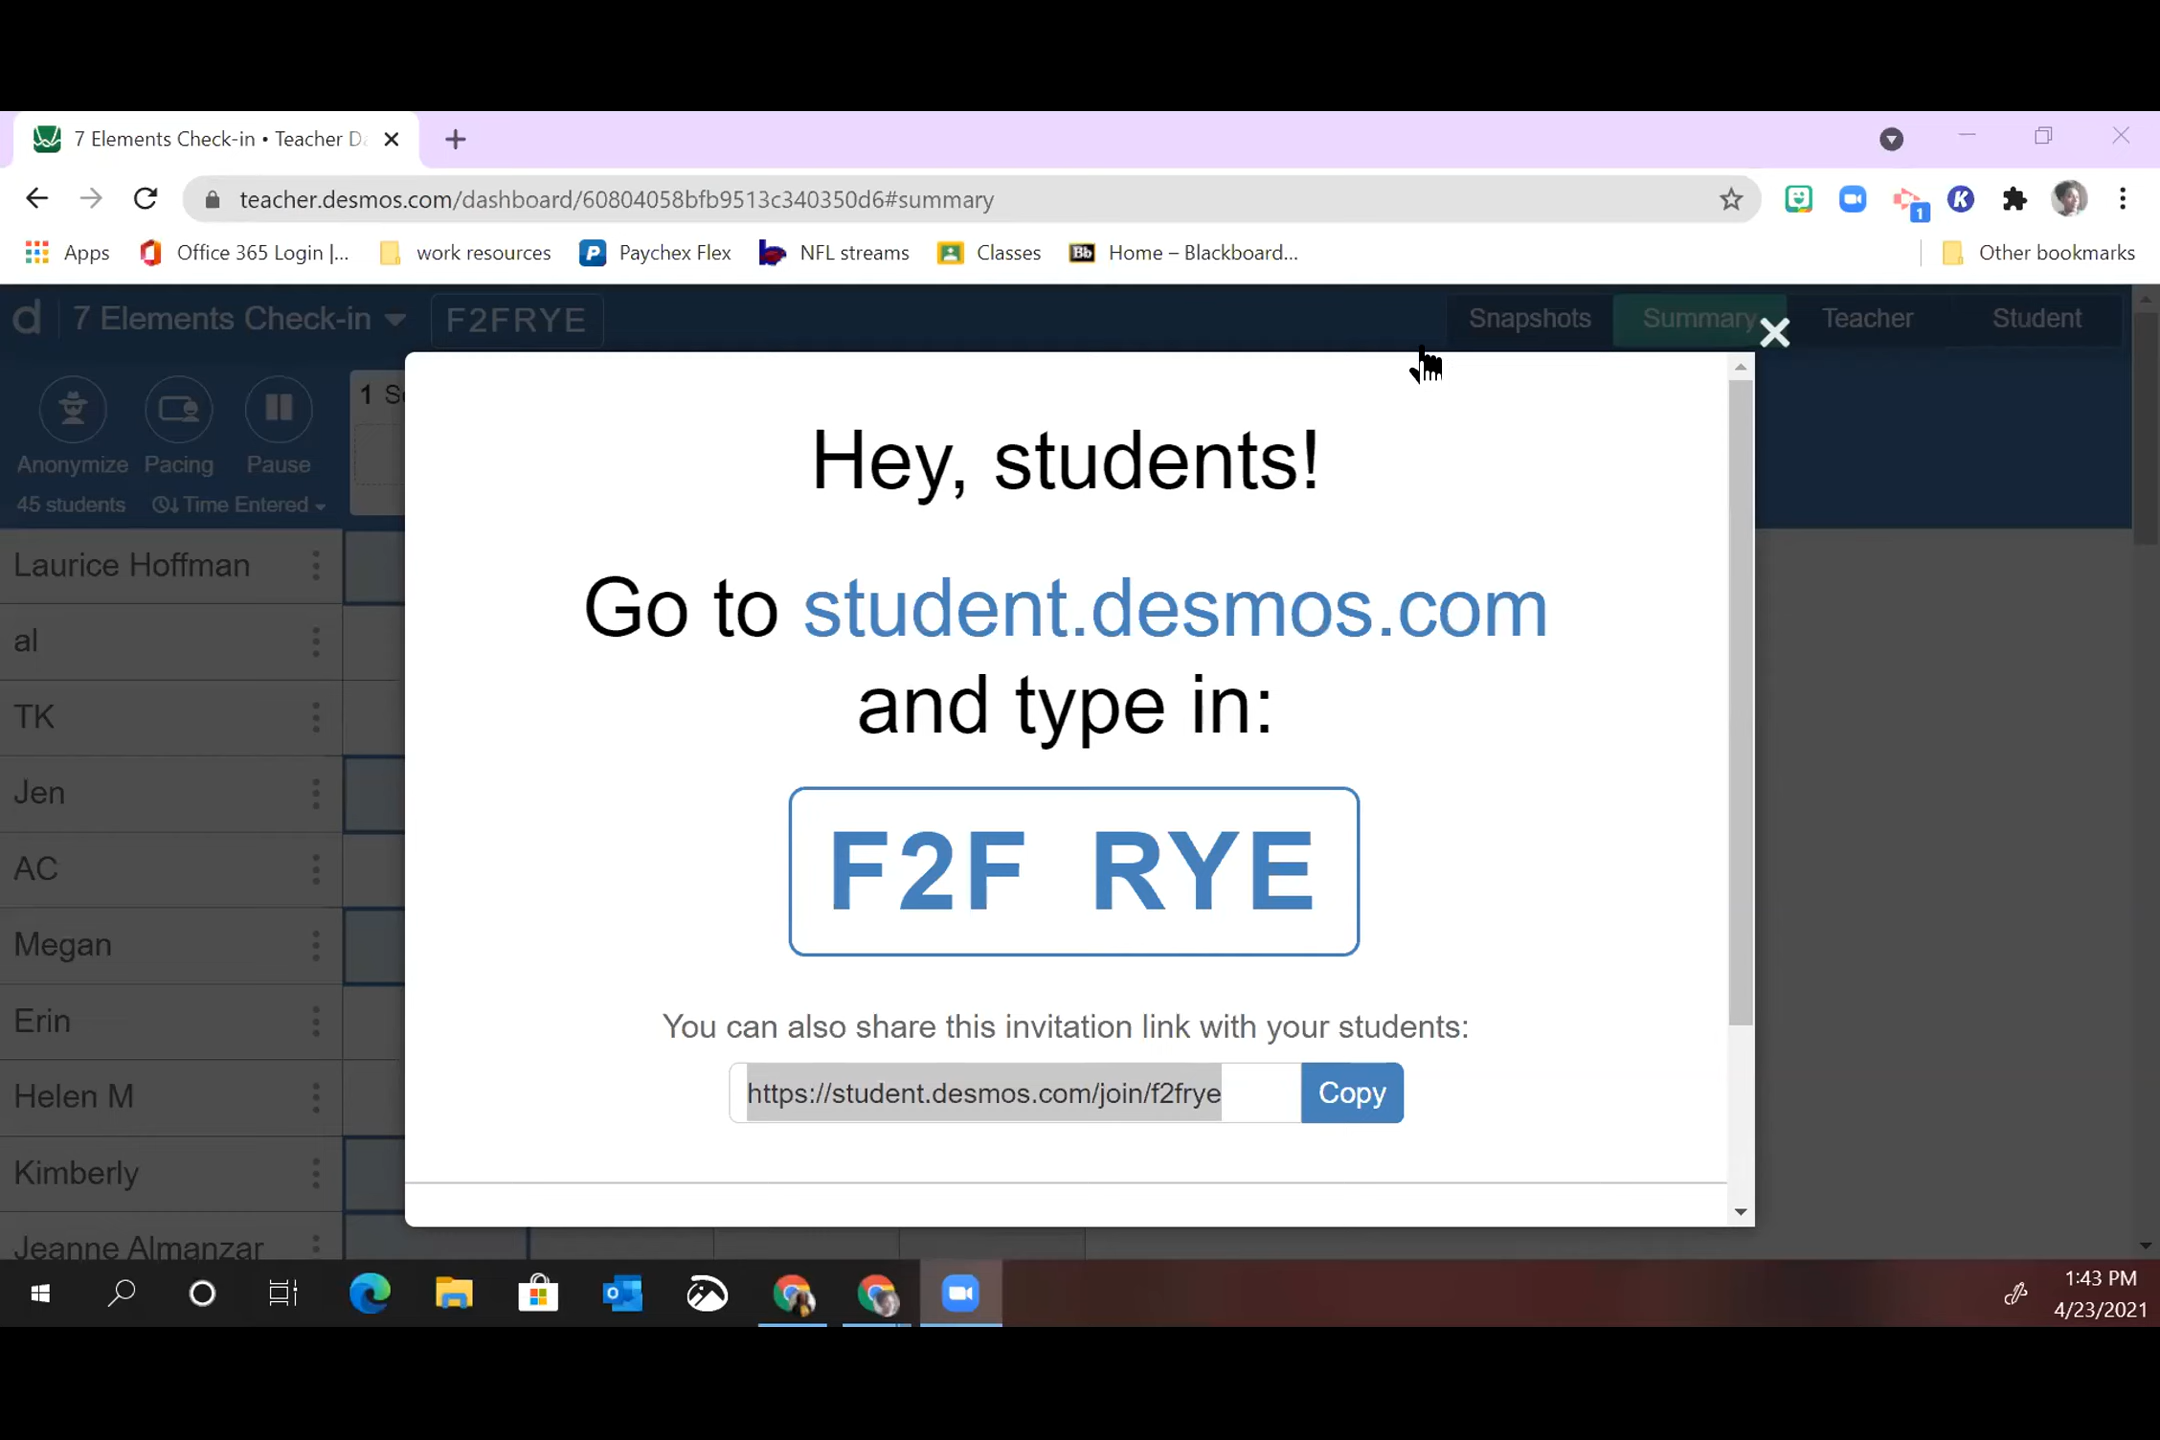 7 Elements Check-in • Teacher Da
teacher.desmos.com/dashboard/60804058bfb9513c340350d6#summary
1
K
Apps
Office 365 Login |...
work resources
P
Paychex Flex
NFL streams
Classes
Bb
Home – Blackboard...
Other bookmarks
d
7 Elements Check-in
F2FRYE
Snapshots
Summary
Teacher
Student
Anonymize
Pacing
Pause
45 students
Time Entered
1
Laurice Hoffman
al
TK
Jen
AC
Megan
Erin
Helen M
Kimberly
Jeanne Almanzar
Hey, students!
Go to student.desmos.com
and type in:
F2F RYE
You can also share this invitation link with your students:
https://student.desmos.com/join/f2frye
Copy
1:43 PM
4/23/2021